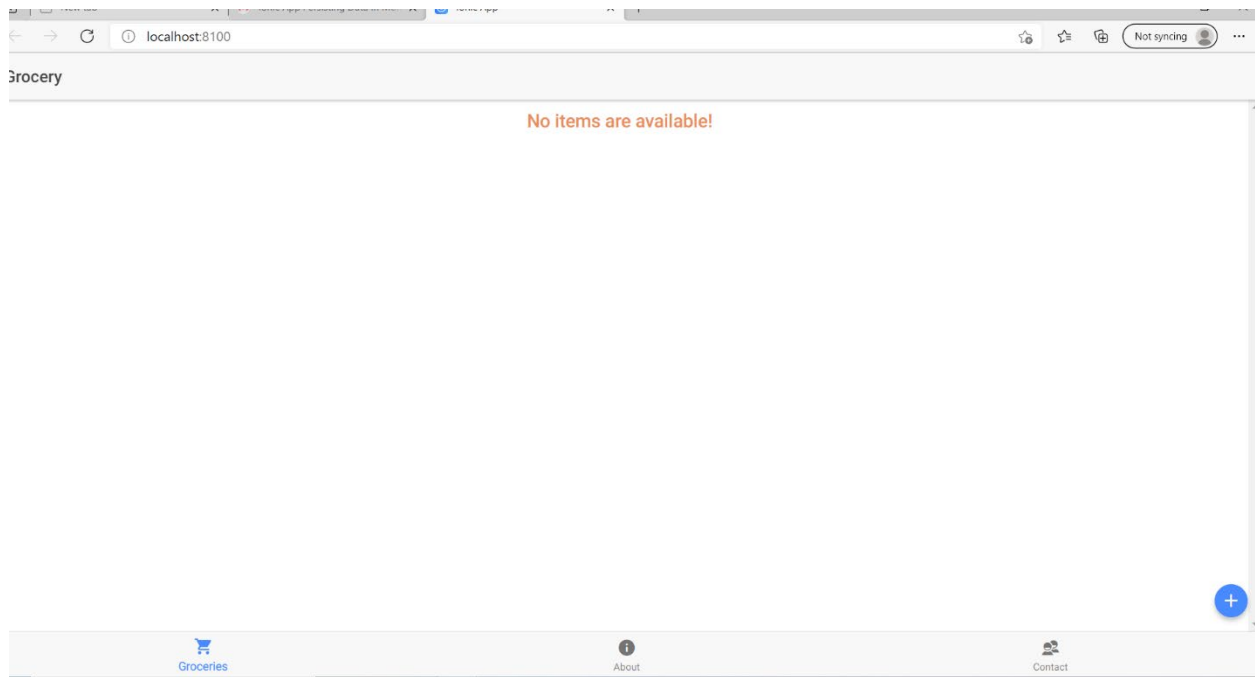 localhost:8100
Not syncing
Grocery
No items are available!
Groceries
About
Contact